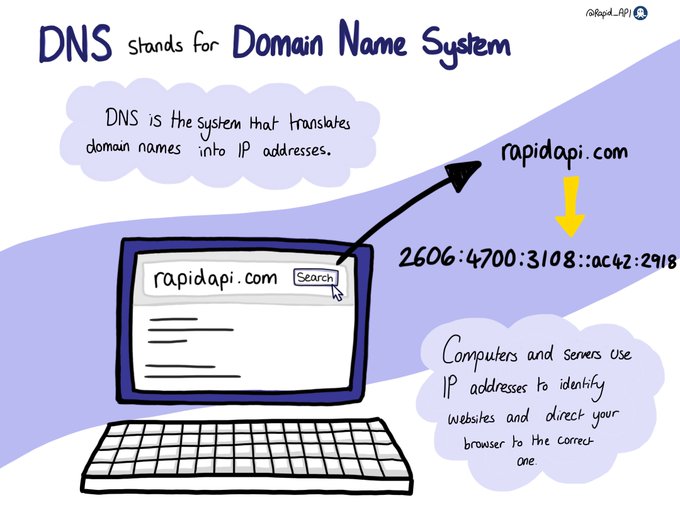 @Rapid_API
DNS stands for Domain Name System
DNS is the system that translates
domain names into IP addresses.
rapidapi.com
2606:4700:3108::ac42:2918
rapidapi.com Search
Computers and servers use
IP addresses to identify
websites and direct your
browser to the correct
one.